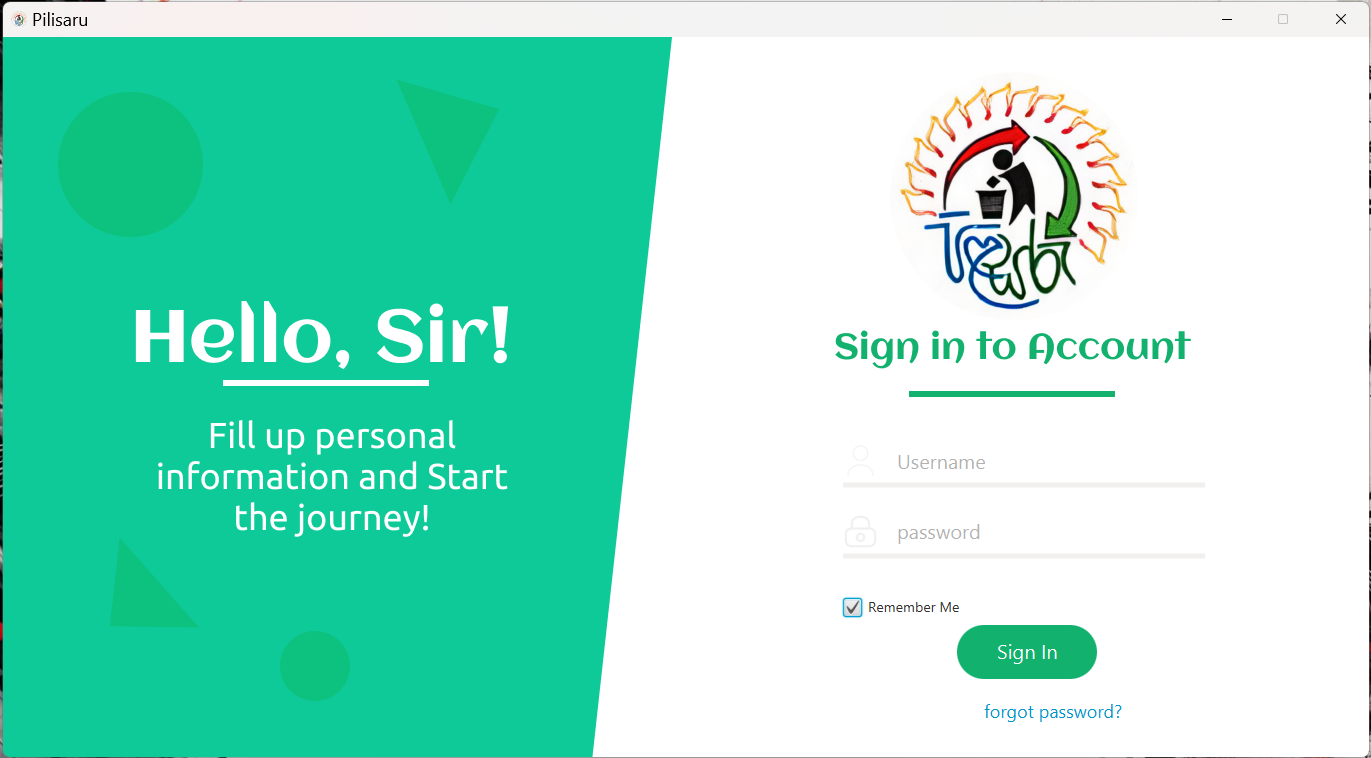 Pilisaru
Hello, Sir!
Fill up personal
information and Start
the journey!
Sign in to Account
Username
password
Remember Me
Sign In
forgot password?